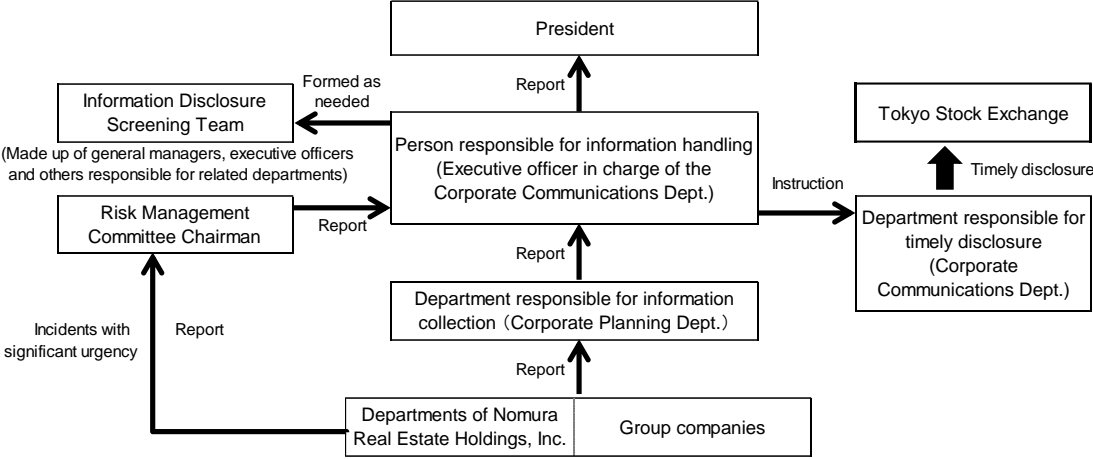 President
Report
Formed as
needed
Information Disclosure
Screening Team
(Made up of general managers, executive officers
and others responsible for related departments)
Person responsible for information handling
(Executive officer in charge of the
Corporate Communications Dept.)
Tokyo Stock Exchange
Timely disclosure
Instruction
Risk Management
Committee Chairman
Report
Department responsible for
timely disclosure
(Corporate
Communications Dept.)
Report
Department responsible for information
collection（Corporate Planning Dept.）
Incidents with
significant urgency
Report
Report
Departments of Nomura
Real Estate Holdings, Inc.
Group companies